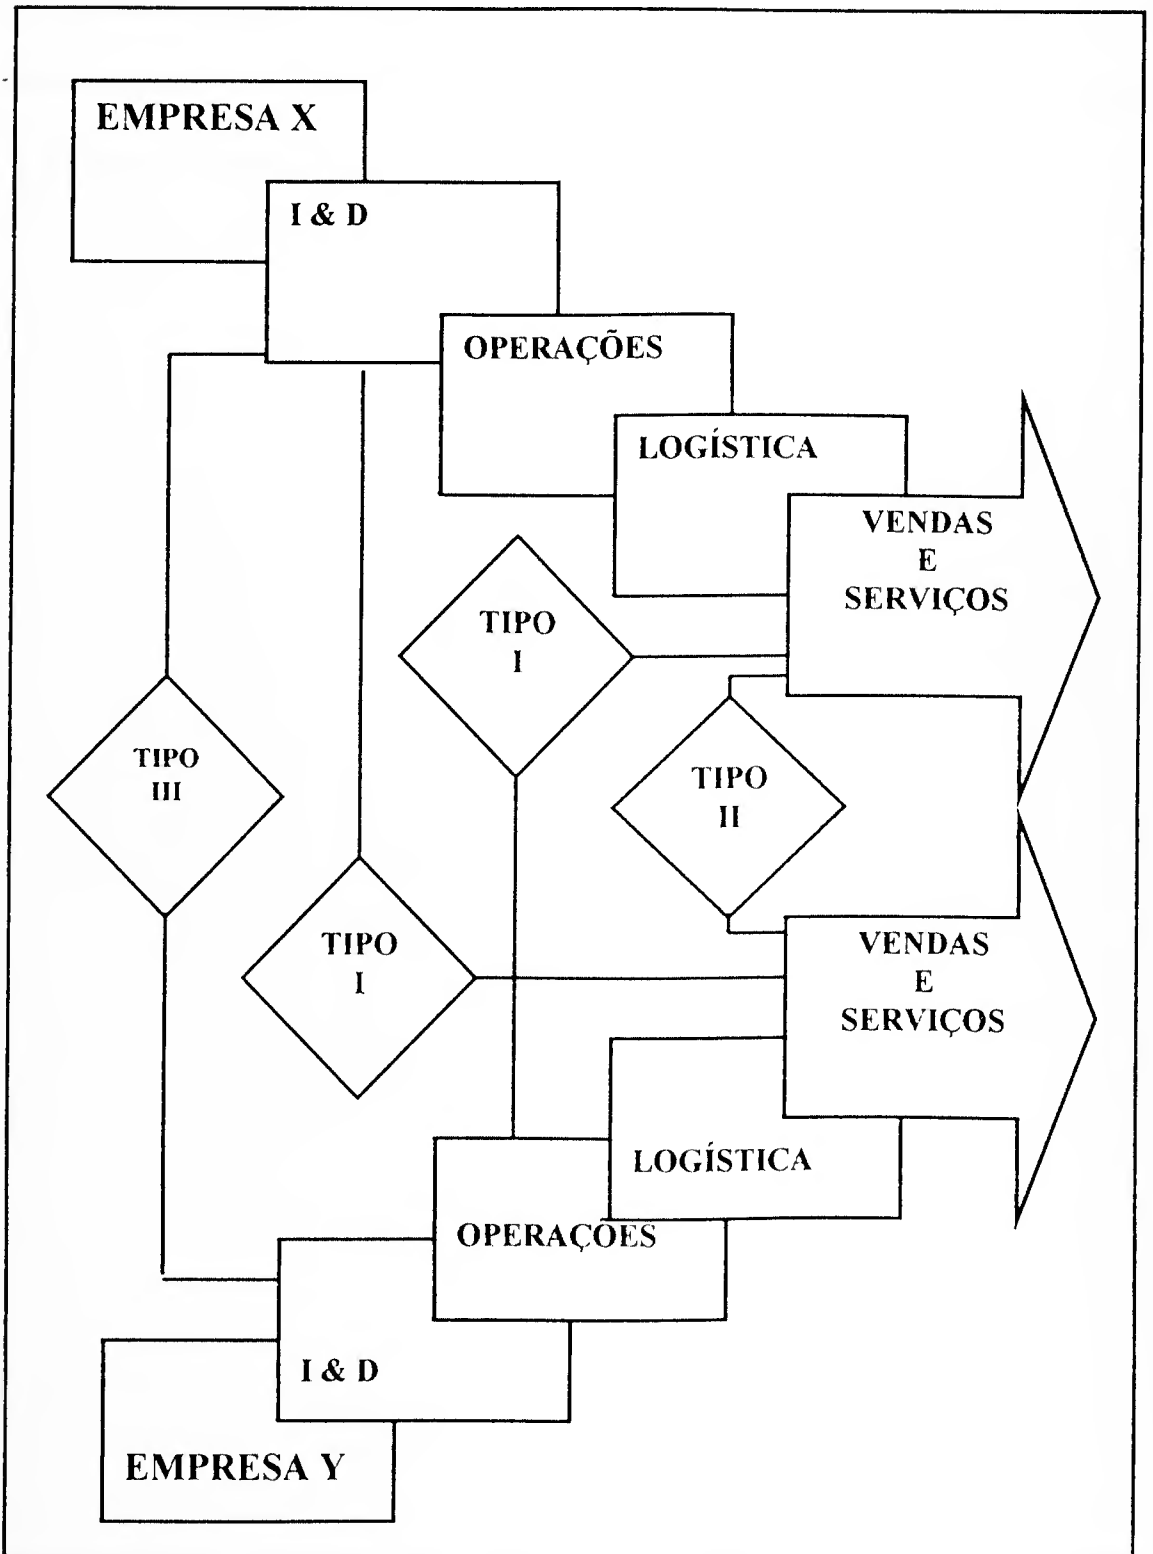 EMPRESA X
I & D
OPERAÇÕES
LOGÍSTICA
VENDAS
E
SERVIÇOS
TIPO
I
TIPO
III
TIPO
II
TIPO
I
VENDAS
E
SERVIÇOS
LOGÍSTICA
OPERAÇÕES
I & D
EMPRESA Y